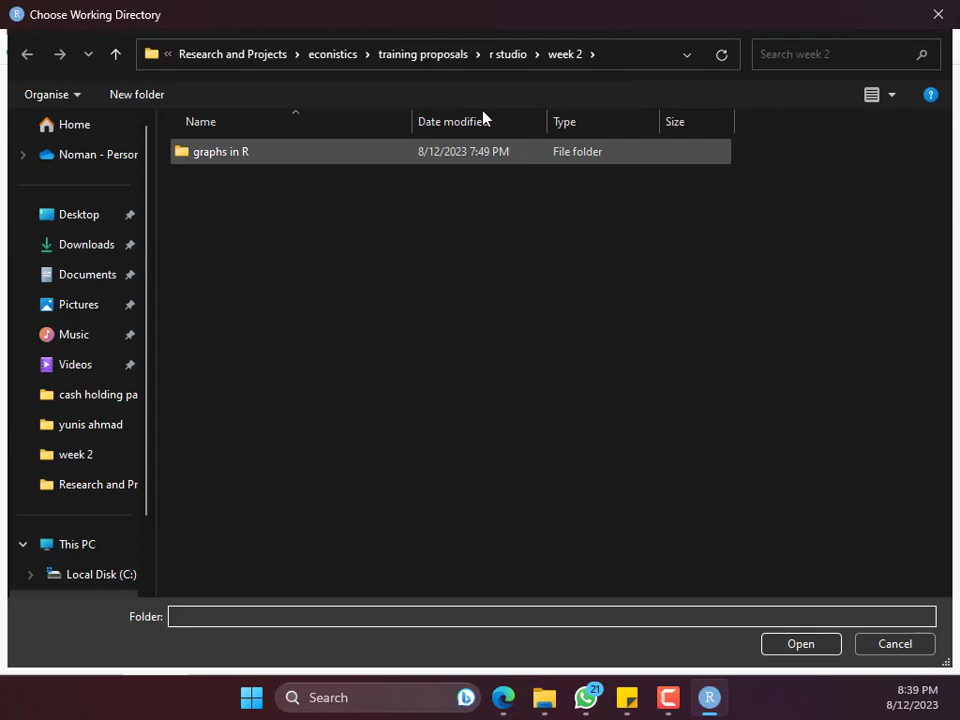 Choose Working Directory
« Research and Projects › econistics › training proposals › r studio › week 2 ›
Search week 2
Organise
New folder
Name
Date modified
Type
Size
graphs in R
8/12/2023 7:49 PM
File folder
Home
Noman - Persor
Desktop
Downloads
Documents
Pictures
Music
Videos
cash holding pa
yunis ahmad
week 2
Research and Pr
This PC
Local Disk (C:)
Folder:
Open
Cancel
Search
21
8:39 PM
8/12/2023